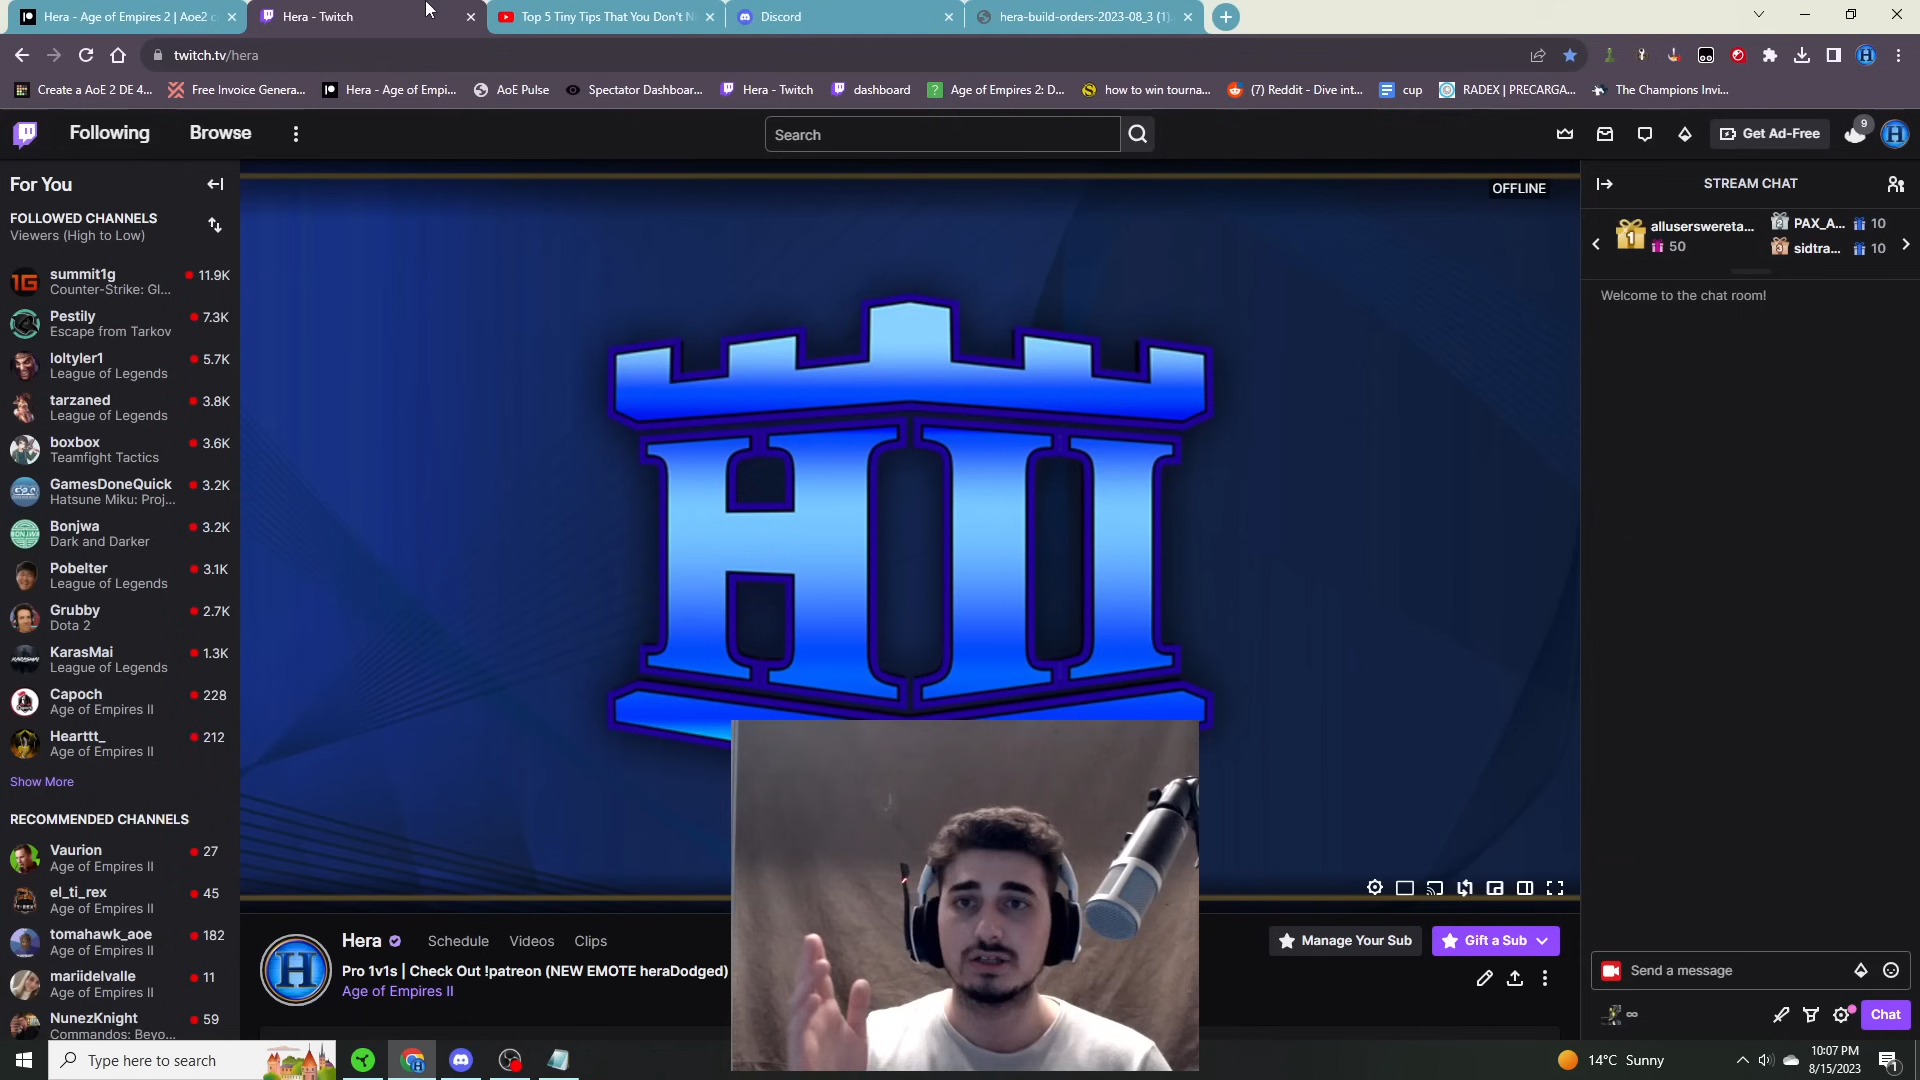 Hera - Age of Empires 2 | Aoe2 c
Hera - Twitch
Top 5 Tiny Tips That You Don't N
Discord
hera-build-orders-2023-08_3 (1).
twitch.tv/hera
Create a AoE 2 DE 4...
Free Invoice Genera...
Hera - Age of Empi...
AoE Pulse
Spectator Dashboar...
Hera - Twitch
dashboard
Age of Empires 2: D...
how to win tourna...
(7) Reddit - Dive int...
cup
RADEX | PRECARGA...
The Champions Invi...
Following
Browse
Search
Get Ad-Free
9
For You
FOLLOWED CHANNELS
Viewers (High to Low)
summit1g
11.9K
Counter-Strike: Gl...
Pestily
7.3K
Escape from Tarkov
loltyler1
5.7K
League of Legends
tarzaned
3.8K
League of Legends
boxbox
3.6K
Teamfight Tactics
GamesDoneQuick
3.2K
Hatsune Miku: Proj...
Bonjwa
3.2K
Dark and Darker
Pobelter
3.1K
League of Legends
Grubby
2.7K
Dota 2
KarasMai
1.3K
League of Legends
Capoch
228
Age of Empires II
Hearttt_
212
Age of Empires II
Show More
RECOMMENDED CHANNELS
Vaurion
27
Age of Empires II
el_ti_rex
45
Age of Empires II
tomahawk_aoe
182
Age of Empires II
mariidelvalle
11
Age of Empires II
NunezKnight
59
Commandos: Beyo...
OFFLINE
HII
Hera
Schedule
Videos
Clips
Pro 1v1s | Check Out !patreon (NEW EMOTE heraDodged)
Age of Empires II
Manage Your Sub
Gift a Sub
STREAM CHAT
1
alluserswereta...
50
PAX_A...
10
sidtra...
10
Welcome to the chat room!
Send a message
Chat
Type here to search
14°C Sunny
10:07 PM
8/15/2023
1